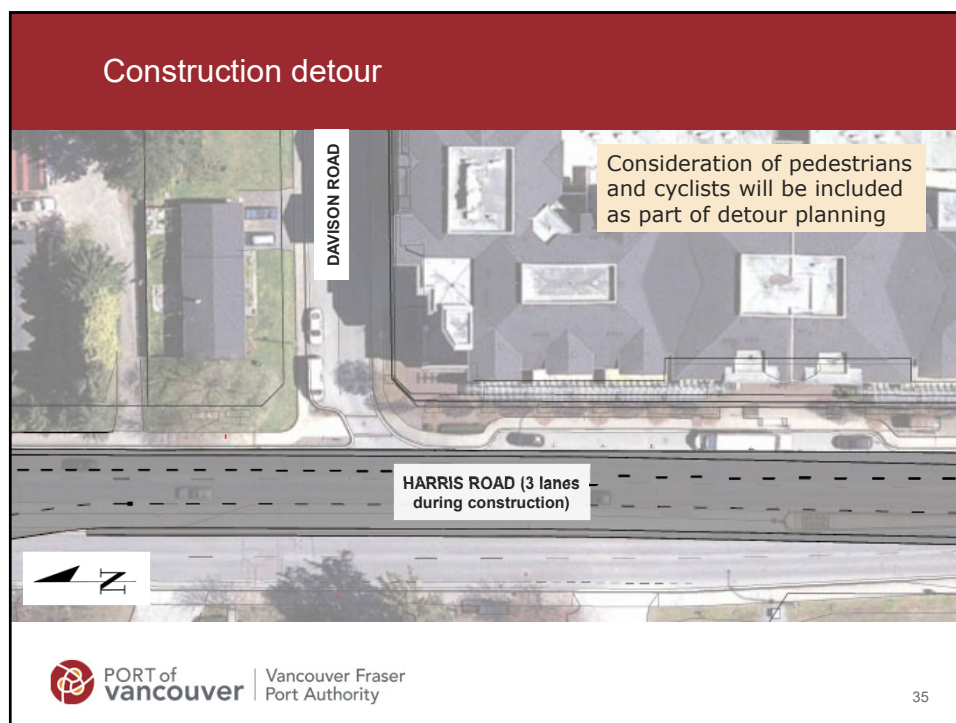 Construction detour
DAVISON ROAD
Consideration of pedestrians
and cyclists will be included
as part of detour planning
HARRIS ROAD (3 lanes
during construction)
N
PORT of
vancouver
Vancouver Fraser
Port Authority
35